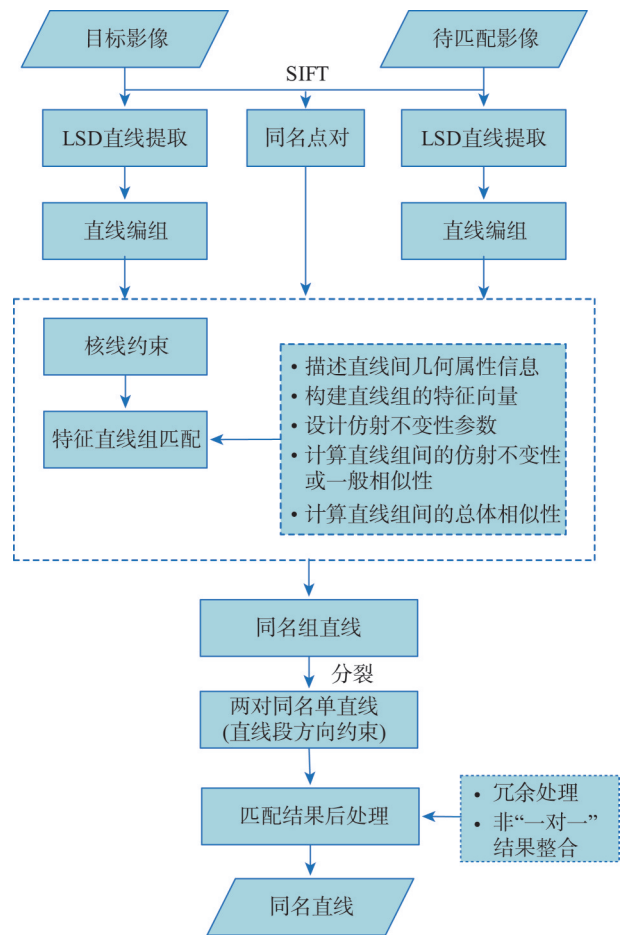 目标影像
待匹配影像
SIFT
LSD直线提取
同名点对
LSD直线提取
直线编组
直线编组
核线约束
特征直线组匹配
• 描述直线间几何属性信息
• 构建直线组的特征向量
• 设计仿射不变性参数
• 计算直线组间的仿射不变性
或一般相似性
• 计算直线组间的总体相似性
同名组直线
分裂
两对同名单直线
(直线段方向约束)
匹配结果后处理
• 冗余处理
• 非“一对一”
结果整合
同名直线